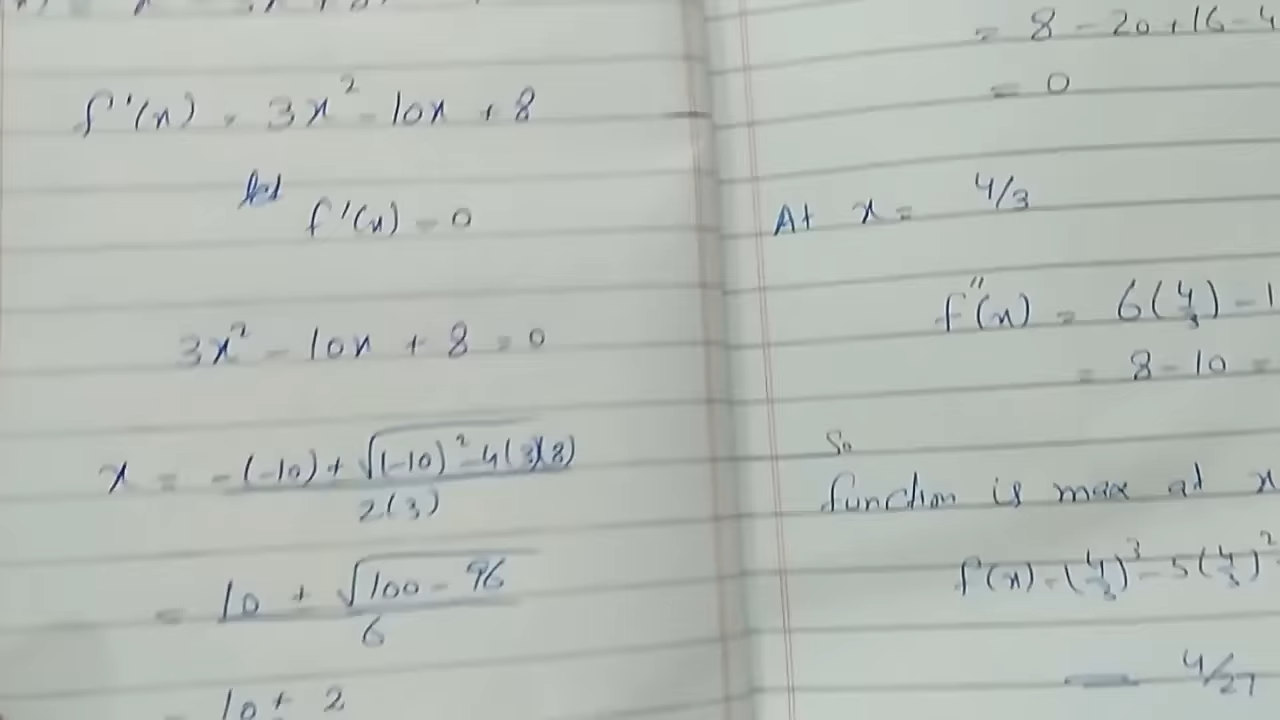 f'(x) = 3x² - 10x + 8
let
f'(x) = 0
3x² - 10x + 8 = 0
x = -(-10) + √(-10)² - 4(3)(8)
2(3)
= 10 + √100 - 96
6
= 10 ± 2
= 8 - 20 + 16 - 4
= 0
At x = 4/3
f''(x) = 6(4/3) - 1
= 8 - 10 =
So
function is max at x
f(x) = (4/3)³ - 5(4/3)²
= 4/27